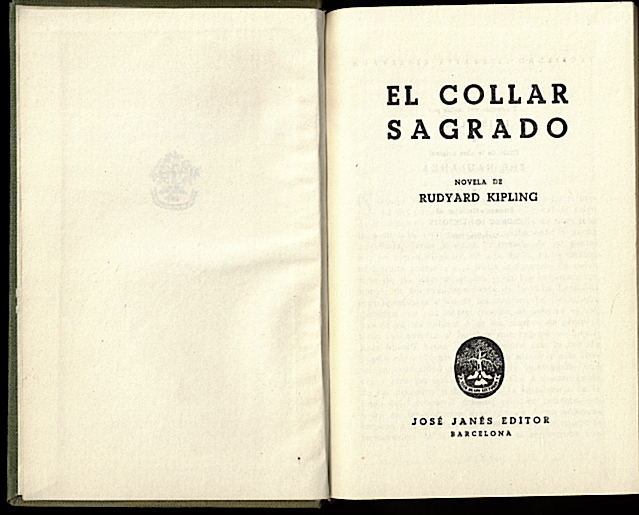 EL COLLAR
SAGRADO
NOVELA DE
RUDYARD KIPLING
JOSÉ JANÉS EDITOR
BARCELONA